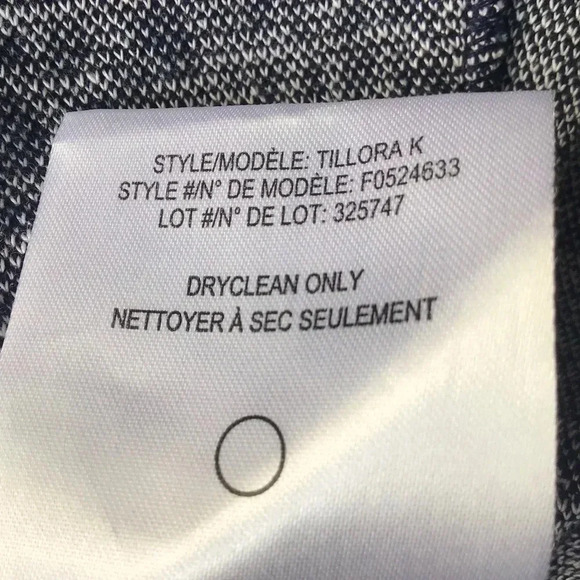 STYLE/MODÈLE: TILLORA K
STYLE #/N° DE MODÈLE: F0524633
LOT #/N° DE LOT: 325747
DRYCLEAN ONLY
NETTOYER À SEC SEULEMENT